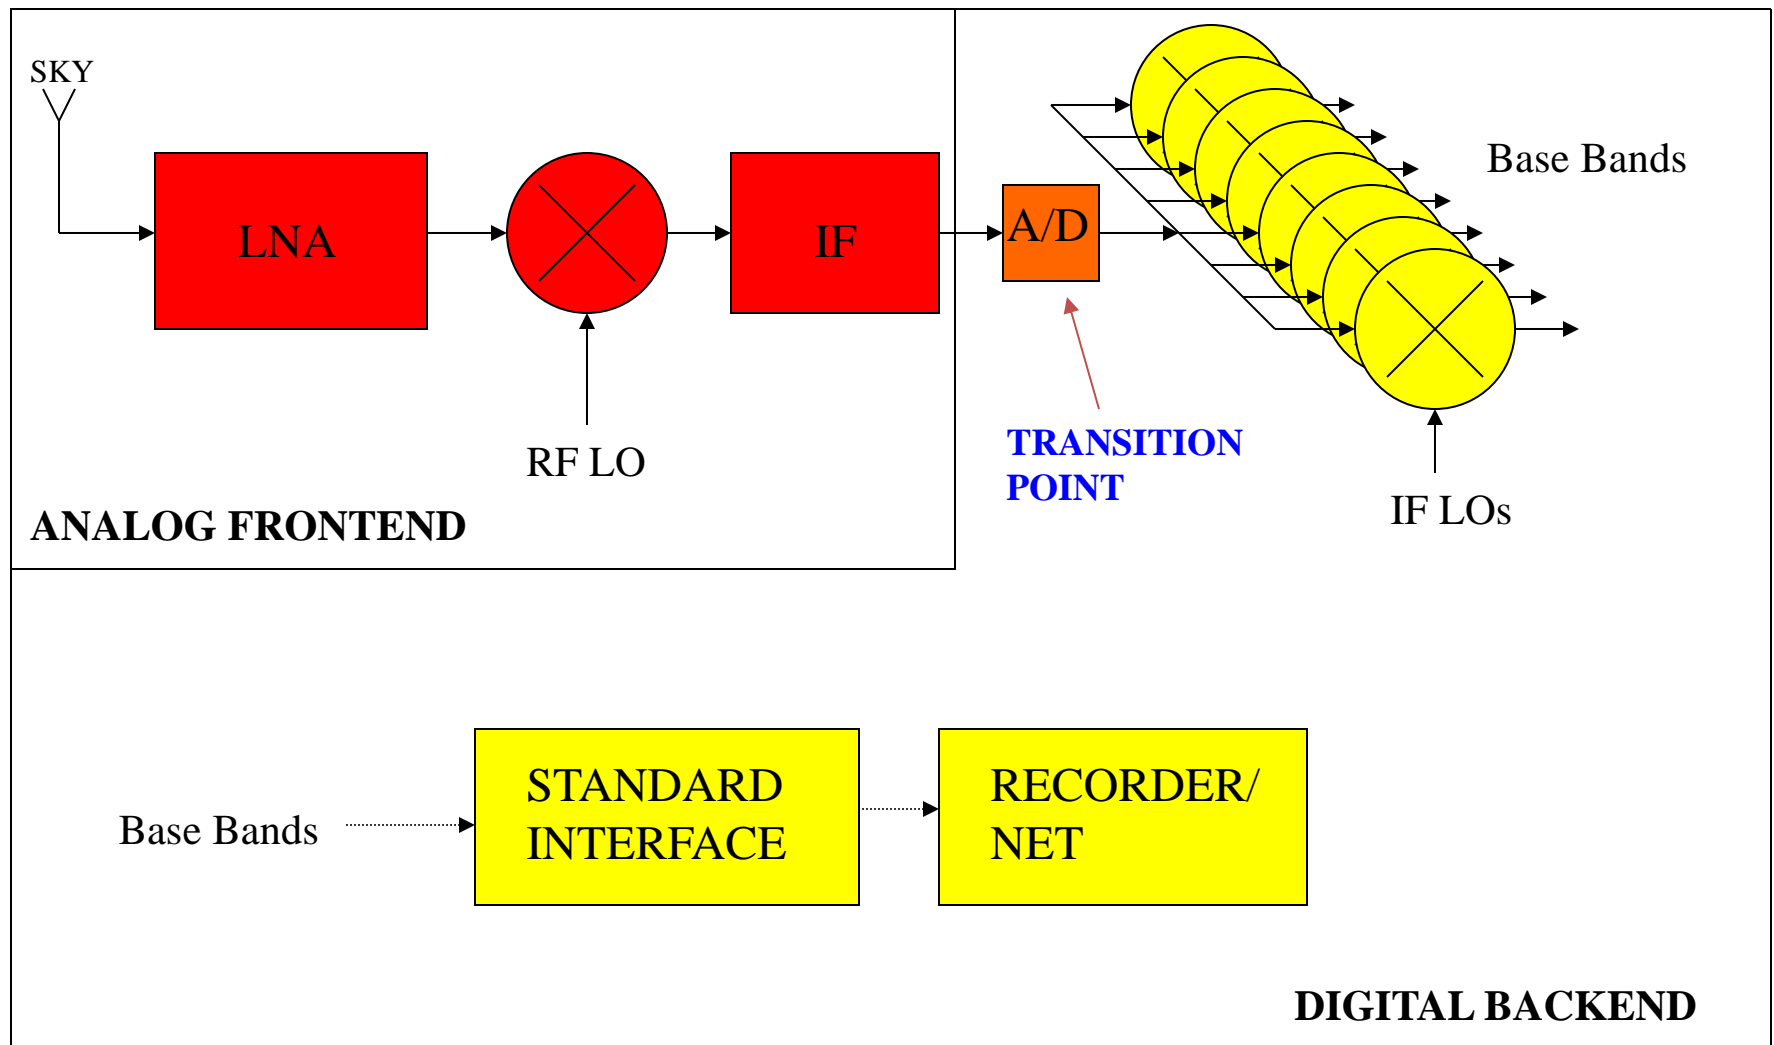 SKY
LNA
IF
A/D
Base Bands
RF LO
TRANSITION
POINT
IF LOs
ANALOG FRONTEND
Base Bands
STANDARD
INTERFACE
RECORDER/
NET
DIGITAL BACKEND